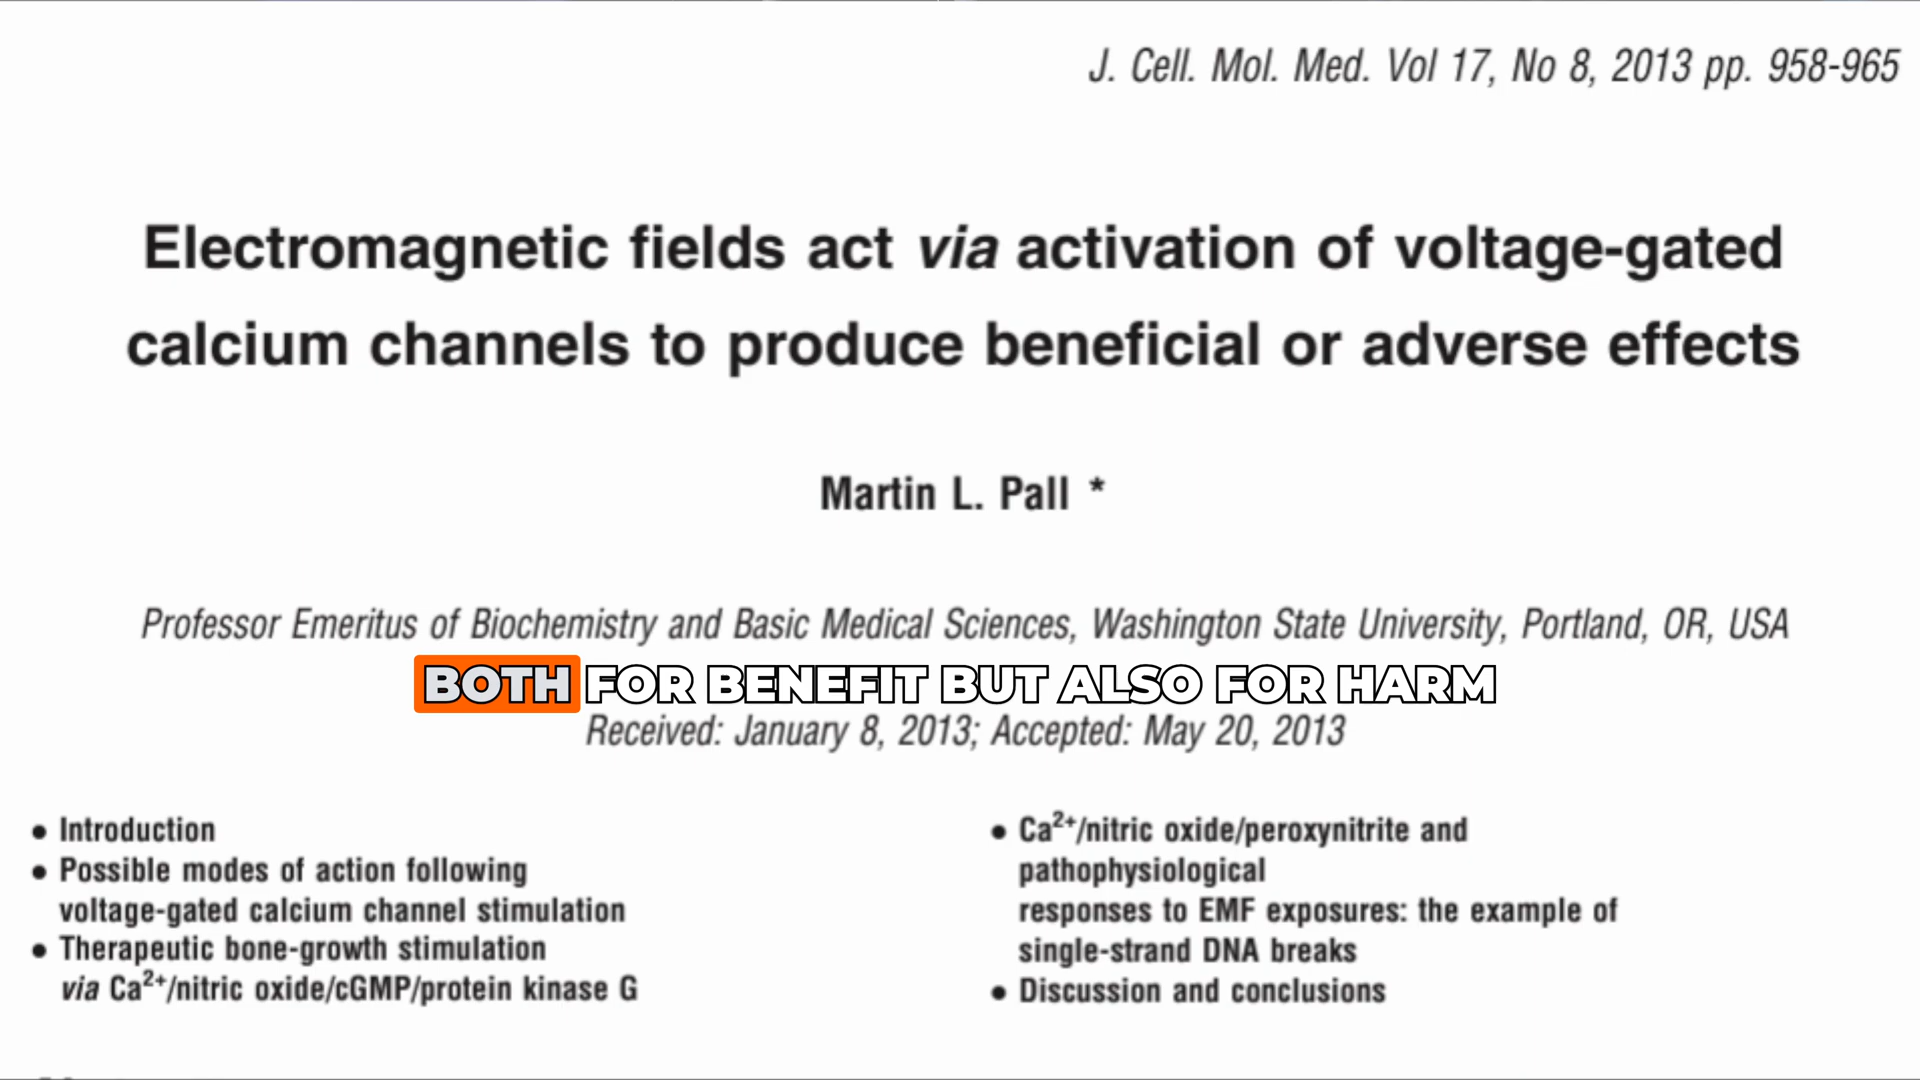 J. Cell. Mol. Med. Vol 17, No 8, 2013 pp. 958-965
Electromagnetic fields act via activation of voltage-gated
calcium channels to produce beneficial or adverse effects
Martin L. Pall *
Professor Emeritus of Biochemistry and Basic Medical Sciences, Washington State University, Portland, OR, USA
BOTH FOR BENEFIT BUT ALSO FOR HARM
Received: January 8, 2013; Accepted: May 20, 2013
● Introduction
● Possible modes of action following
voltage-gated calcium channel stimulation
● Therapeutic bone-growth stimulation
via Ca²⁺/nitric oxide/cGMP/protein kinase G
● Ca²⁺/nitric oxide/peroxynitrite and
pathophysiological
responses to EMF exposures: the example of
single-strand DNA breaks
● Discussion and conclusions